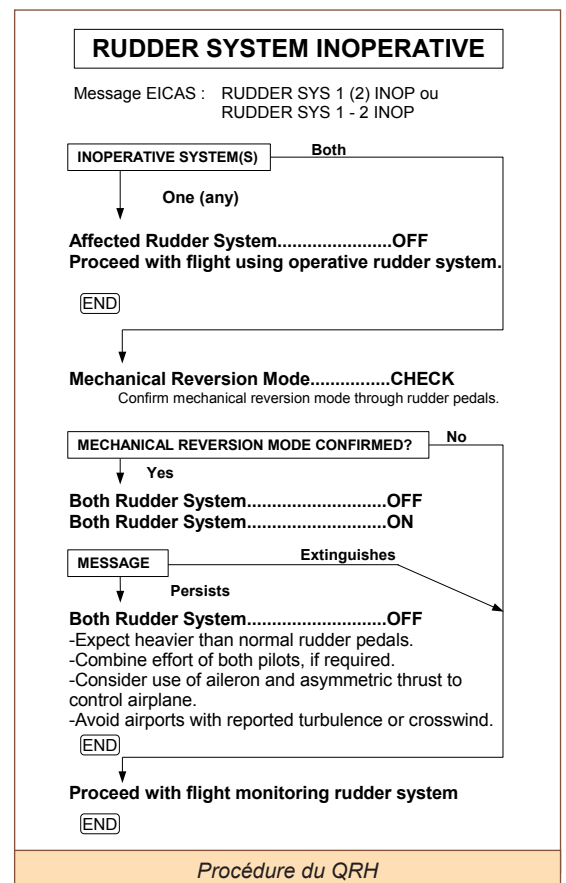 RUDDER SYSTEM INOPERATIVE
Message EICAS : RUDDER SYS 1 (2) INOP ou
RUDDER SYS 1 - 2 INOP
INOPERATIVE SYSTEM(S)
Both
One (any)
Affected Rudder System.......................OFF
Proceed with flight using operative rudder system.
END
Mechanical Reversion Mode................CHECK
Confirm mechanical reversion mode through rudder pedals.
MECHANICAL REVERSION MODE CONFIRMED?
No
Yes
Both Rudder System............................OFF
Both Rudder System............................ON
MESSAGE
Extinguishes
Persists
Both Rudder System............................OFF
-Expect heavier than normal rudder pedals.
-Combine effort of both pilots, if required.
-Consider use of aileron and asymmetric thrust to
control airplane.
-Avoid airports with reported turbulence or crosswind.
END
Proceed with flight monitoring rudder system
END
Procédure du QRH